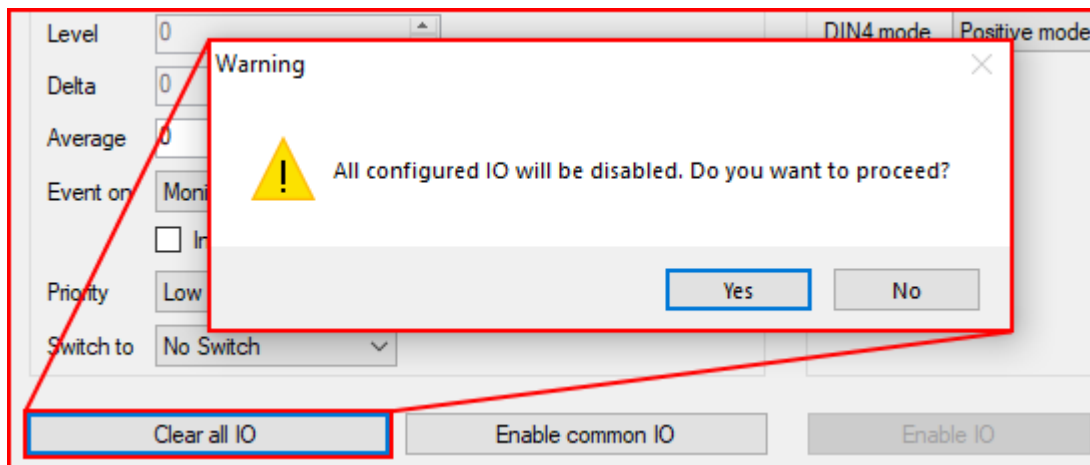 Level 0
DIN4 mode Positive mode
Warning
Delta 0
Average 0
All configured IO will be disabled. Do you want to proceed?
Event on Moni
In
Priority Low
Yes No
Switch to No Switch
Clear all IO Enable common IO Enable IO